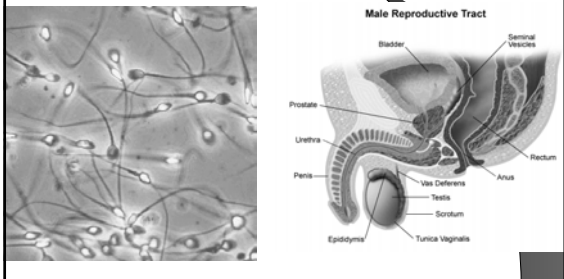 Male Reproductive Tract
Seminal
Vesicles
Bladder
Prostate
Urethra
Penis
Rectum
Anus
Vas Deferens
Testis
Scrotum
Epididymis
Tunica Vaginalis